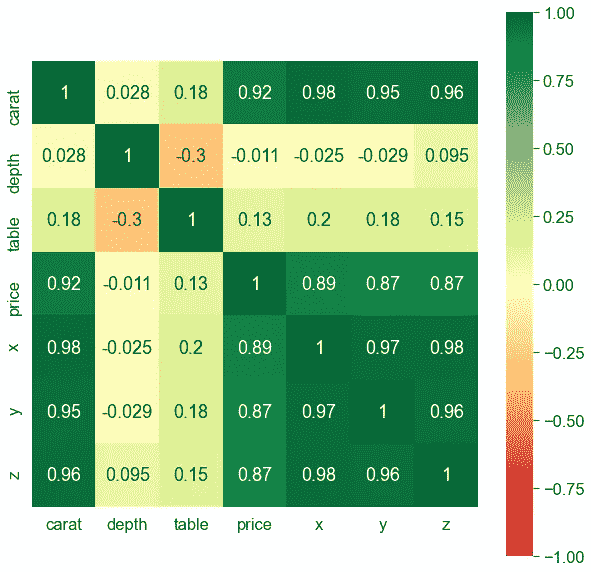 carat 1 0.028 0.18 0.92 0.98 0.95 0.96
depth 0.028 1 -0.3 -0.011 -0.025 -0.029 0.095
table 0.18 -0.3 1 0.13 0.2 0.18 0.15
price 0.92 -0.011 0.13 1 0.89 0.87 0.87
x 0.98 -0.025 0.2 0.89 1 0.97 0.98
y 0.95 -0.029 0.18 0.87 0.97 1 0.96
z 0.96 0.095 0.15 0.87 0.98 0.96 1
carat depth table price x y z
1.00
0.75
0.50
0.25
0.00
−0.25
−0.50
−0.75
−1.00